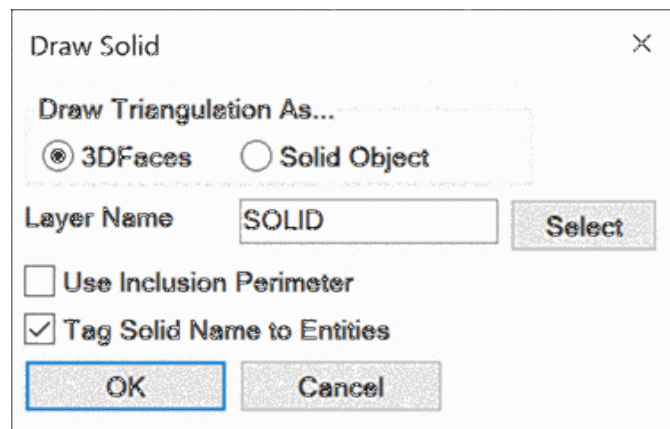 Draw Solid
Draw Triangulation As...
3DFaces Solid Object
Layer Name SOLID Select
Use Inclusion Perimeter
Tag Solid Name to Entities
OK Cancel